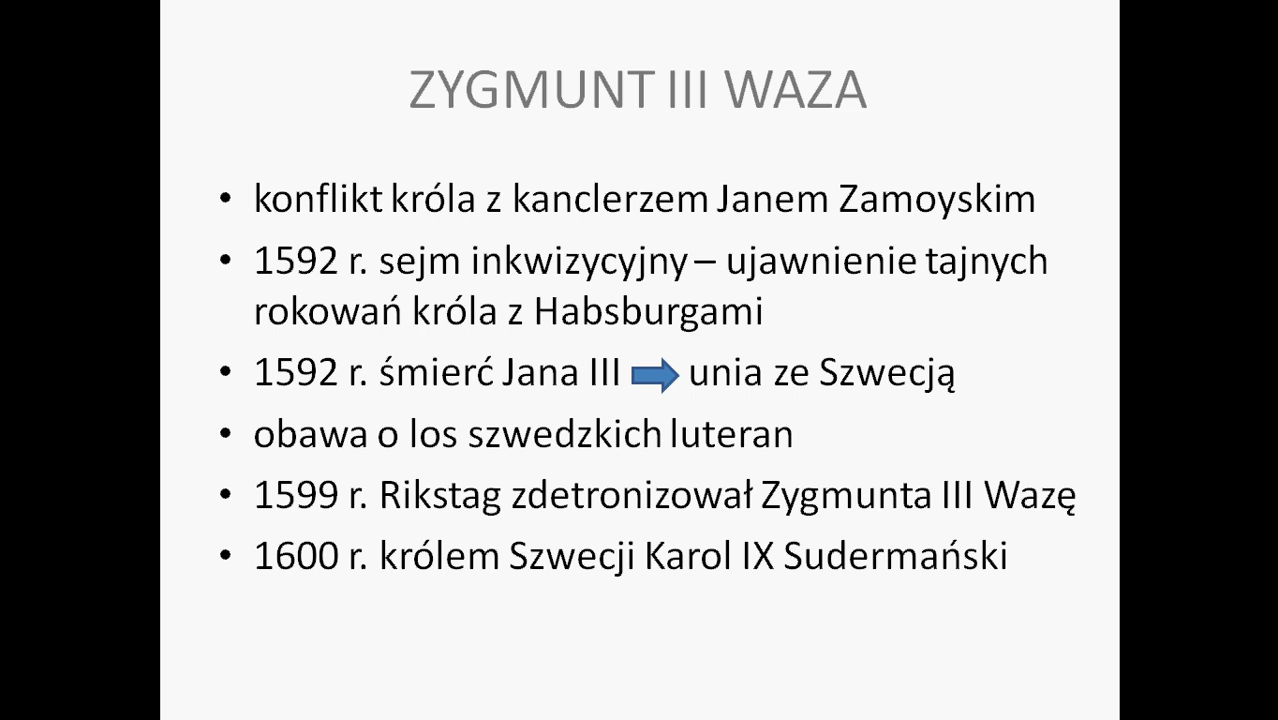 ZYGMUNT III WAZA
• konflikt króla z kanclerzem Janem Zamoyskim
• 1592 r. sejm inkwizycyjny – ujawnienie tajnych
rokowań króla z Habsburgami
• 1592 r. śmierć Jana III unia ze Szwecją
• obawa o los szwedzkich luteran
• 1599 r. Rikstag zdetronizował Zygmunta III Wazę
• 1600 r. królem Szwecji Karol IX Sudermański